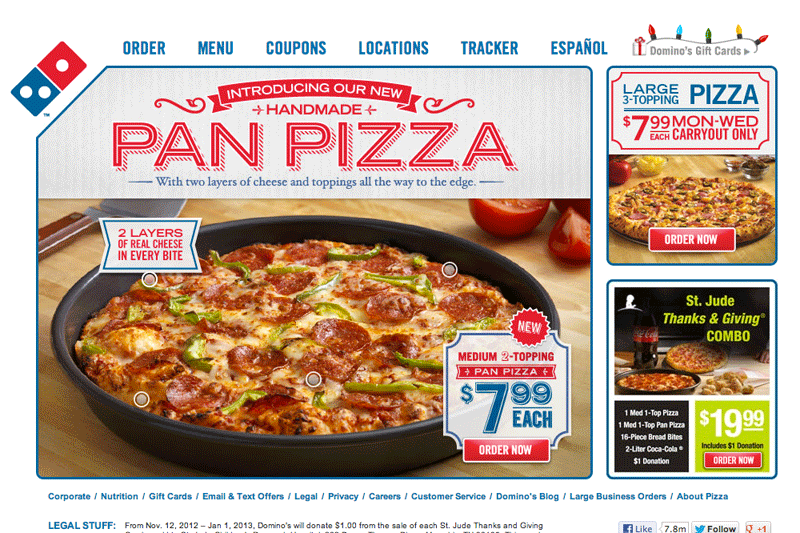 ORDER
MENU
COUPONS
LOCATIONS
TRACKER
ESPAÑOL
Domino's Gift Cards
INTRODUCING OUR NEW
HANDMADE
PAN PIZZA
With two layers of cheese and toppings all the way to the edge.
2 LAYERS
OF REAL CHEESE
IN EVERY BITE
NEW
MEDIUM 2-TOPPING
PAN PIZZA
$7.99
EACH
ORDER NOW
LARGE
3-TOPPING
PIZZA
$7.99 EACH
MON-WED
CARRYOUT ONLY
ORDER NOW
St. Jude
Thanks & Giving®
COMBO
1 Med 1-Top Pizza
1 Med 1-Top Pan Pizza
16-Piece Bread Bites
2-Liter Coca-Cola®
$1 Donation
$19.99
Includes $1 Donation
ORDER NOW
Corporate / Nutrition / Gift Cards / Email & Text Offers / Legal / Privacy / Careers / Customer Service / Domino's Blog / Large Business Orders / About Pizza
LEGAL STUFF: From Nov. 12, 2012 – Jan 1, 2013, Domino's will donate $1.00 from the sale of each St. Jude Thanks and Giving
Like 7.8m Follow +1